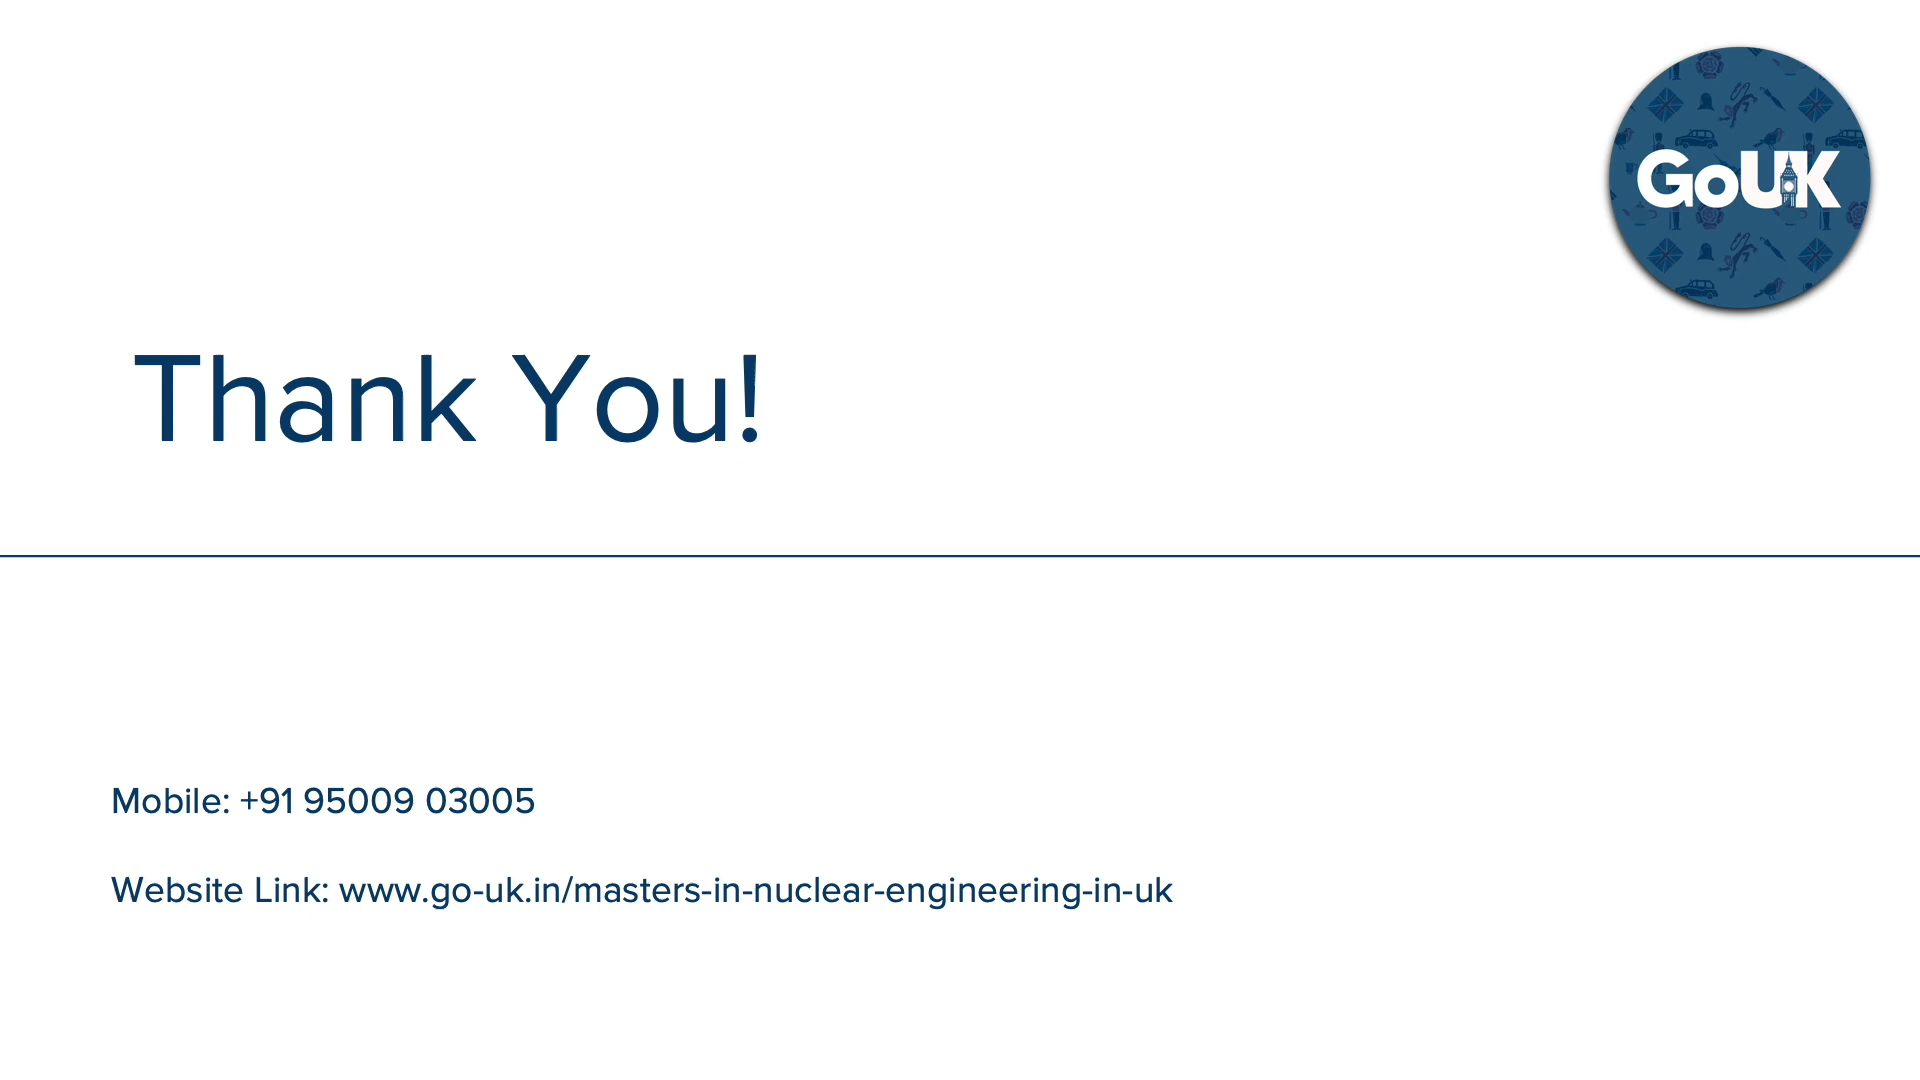 GoUK
Thank You!
Mobile: +91 95009 03005
Website Link: www.go-uk.in/masters-in-nuclear-engineering-in-uk